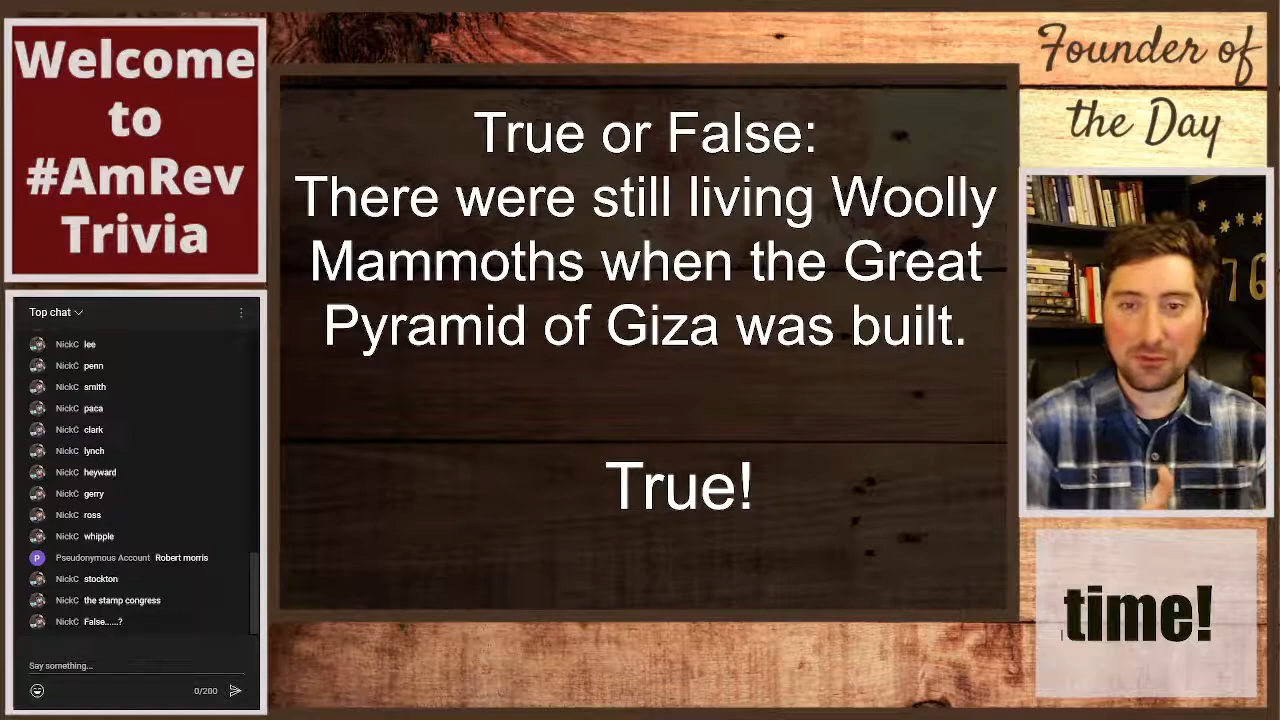 Welcome
to
#AmRev
Trivia
Top chat
NickC lee
NickC penn
NickC smith
NickC paca
NickC clark
NickC lynch
NickC heyward
NickC gerry
NickC ross
NickC whipple
P Pseudonymous Account Robert morris
NickC stockton
NickC the stamp congress
NickC False.....?
Say something...
0/200
True or False:
There were still living Woolly
Mammoths when the Great
Pyramid of Giza was built.
True!
Founder of
the Day
76
time!